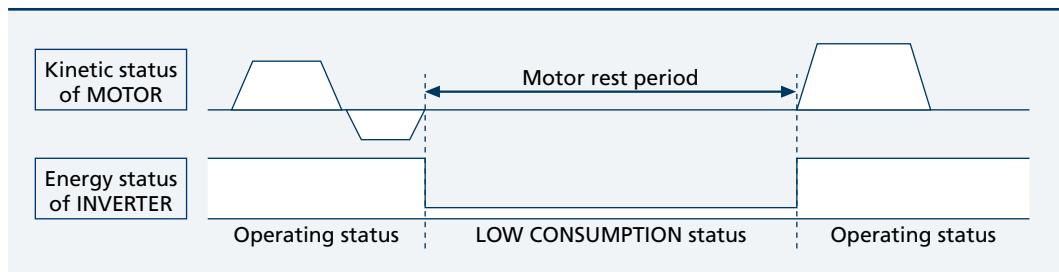 Kinetic status
of MOTOR
Motor rest period
Energy status
of INVERTER
Operating status
LOW CONSUMPTION status
Operating status